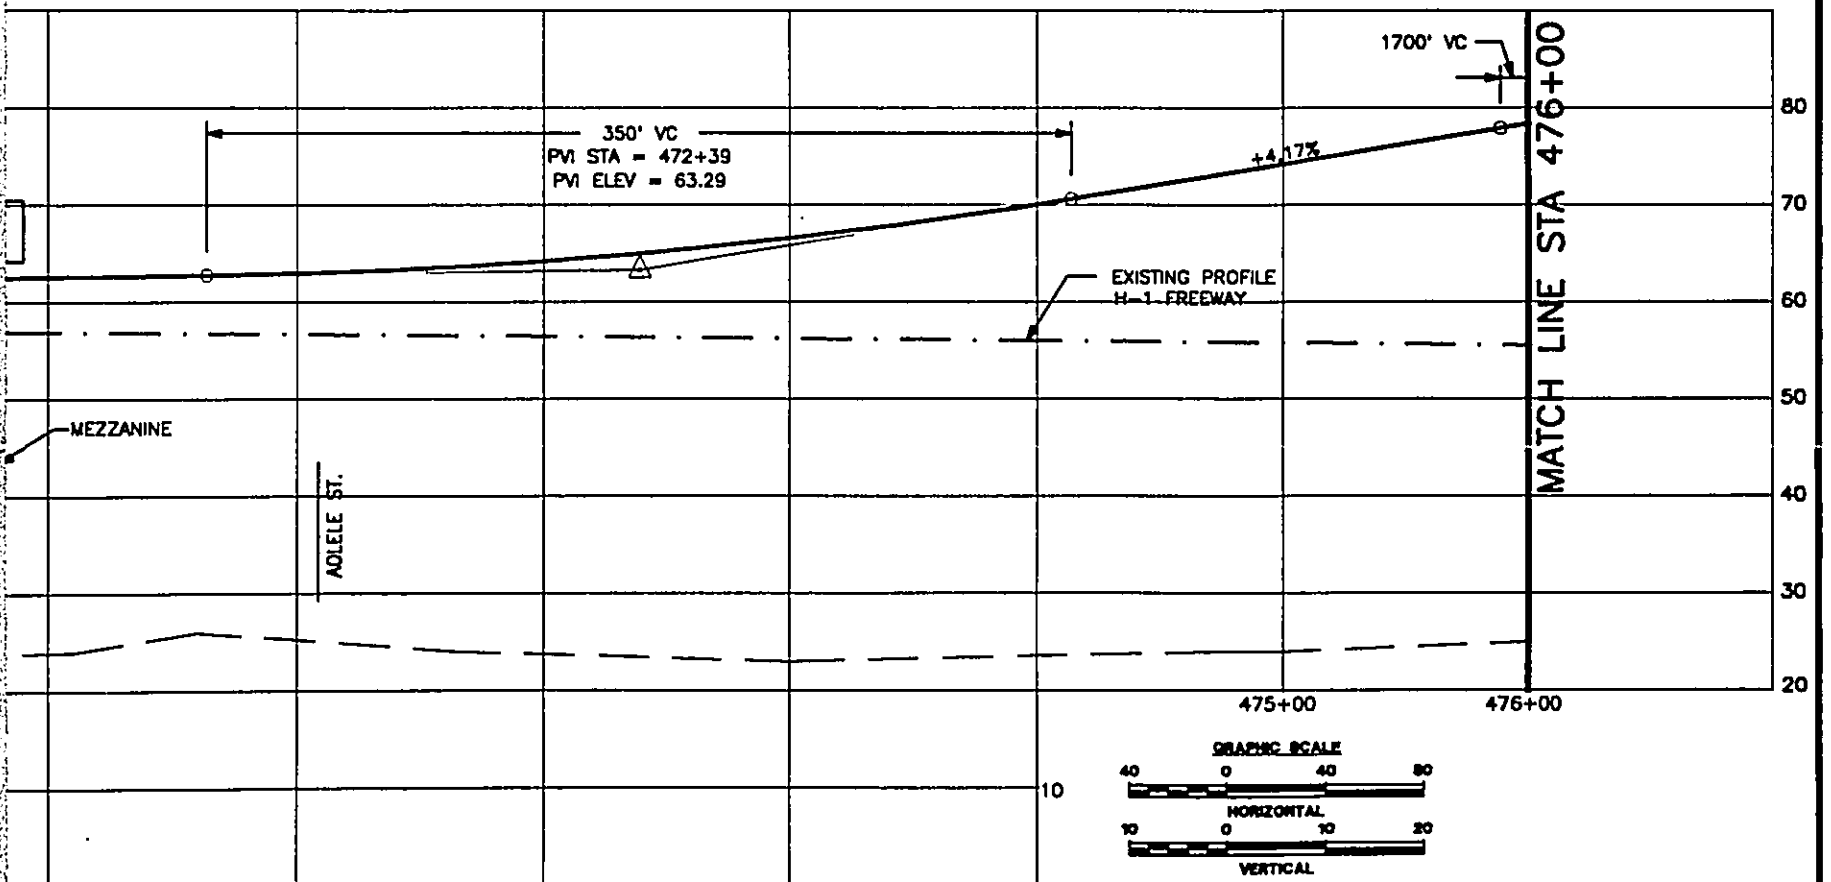 1700' VC
MATCH LINE STA 476+00
80
350' VC
PVI STA = 472+39
PVI ELEV = 63.29
+4.17%
70
EXISTING PROFILE
H-1 FREEWAY
60
50
MEZZANINE
40
AOLELE ST.
30
20
475+00
476+00
GRAPHIC SCALE
40 0 40 80
HORIZONTAL
10
10 0 10 20
VERTICAL